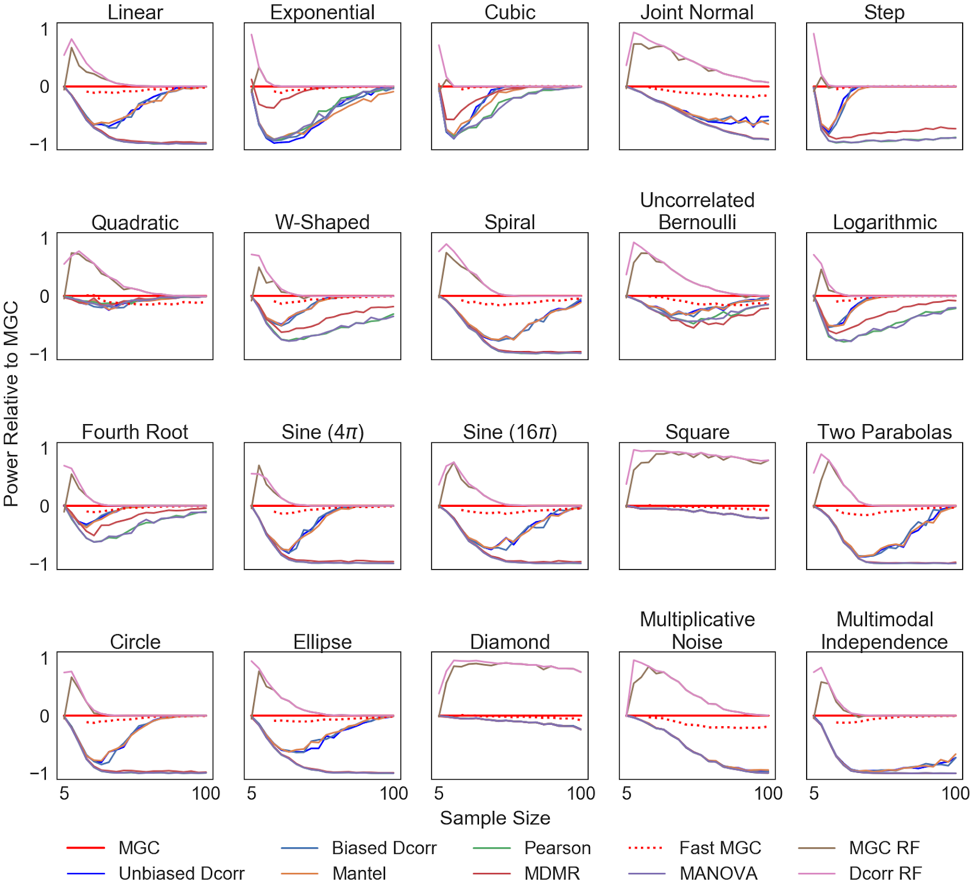 Linear Exponential Cubic Joint Normal Step
1
0
−1
Quadratic W-Shaped Spiral Uncorrelated Bernoulli Logarithmic
1
0
−1
Fourth Root Sine (4π) Sine (16π) Square Two Parabolas
1
0
−1
Circle Ellipse Diamond Multiplicative Noise Multimodal Independence
1
0
−1
5 100 5 100 5 100 5 100 5 100
Power Relative to MGC
Sample Size
MGC Biased Dcorr Pearson Fast MGC MGC RF
Unbiased Dcorr Mantel MDMR MANOVA Dcorr RF